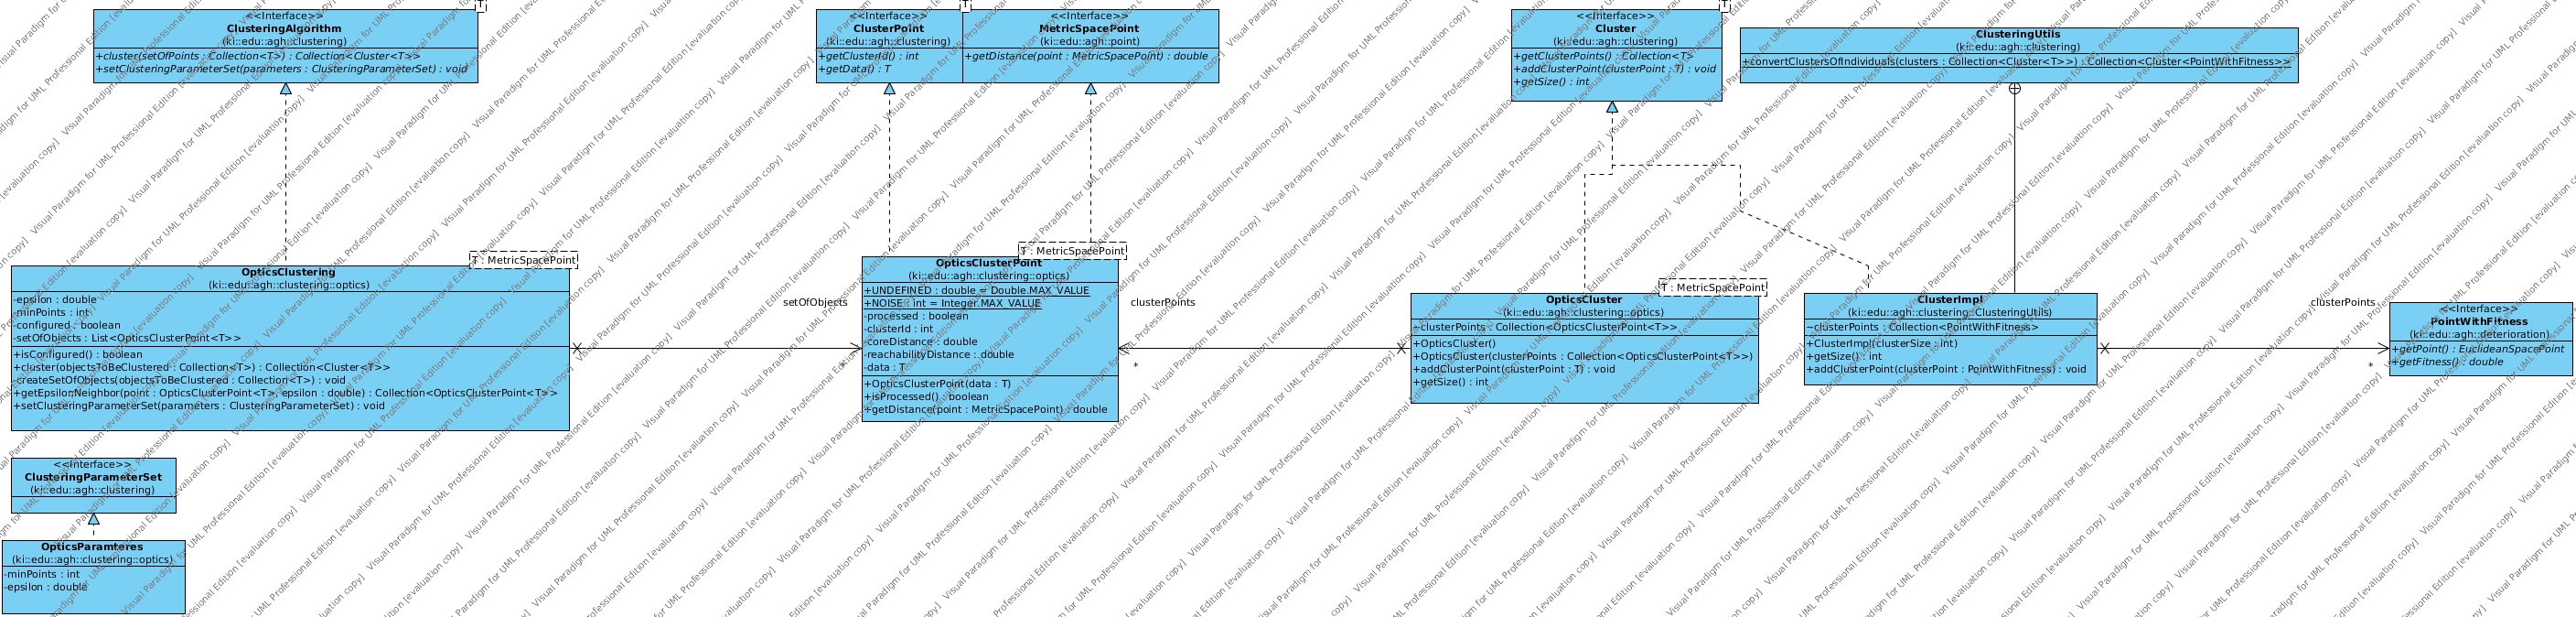 <<Interface>>
ClusteringAlgorithm
(ki::edu::agh::clustering)
+cluster(setOfPoints : Collection<T>) : Collection<Cluster<T>>
+setClusteringParameterSet(parameters : ClusteringParameterSet) : void
T
<<Interface>>
ClusterPoint
(ki::edu::agh::clustering)
+getClusterId() : int
+getData() : T
T
<<Interface>>
MetricSpacePoint
(ki::edu::agh::point)
+getDistance(point : MetricSpacePoint) : double
<<Interface>>
Cluster
(ki::edu::agh::clustering)
+getClusterPoints() : Collection<T>
+addClusterPoint(clusterPoint : T) : void
+getSize() : int
T
ClusteringUtils
(ki::edu::agh::clustering)
+convertClustersOfIndividuals(clusters : Collection<Cluster<T>>) : Collection<Cluster<PointWithFitness>>
T : MetricSpacePoint
OpticsClustering
(ki::edu::agh::clustering::optics)
-epsilon : double
-minPoints : int
-configured : boolean
-setOfObjects : List<OpticsClusterPoint<T>>
+isConfigured() : boolean
+cluster(objectsToBeClustered : Collection<T>) : Collection<Cluster<T>>
-createSetOfObjects(objectsToBeClustered : Collection<T>) : void
+getEpsilonNeighbor(point : OpticsClusterPoint<T>, epsilon : double) : Collection<OpticsClusterPoint<T>>
+setClusteringParameterSet(parameters : ClusteringParameterSet) : void
setOfObjects
*
T : MetricSpacePoint
OpticsClusterPoint
(ki::edu::agh::clustering::optics)
+UNDEFINED : double = Double.MAX_VALUE
+NOISE : int = Integer.MAX_VALUE
-processed : boolean
-clusterId : int
-coreDistance : double
-reachabilityDistance : double
-data : T
+OpticsClusterPoint(data : T)
+isProcessed() : boolean
+getDistance(point : MetricSpacePoint) : double
clusterPoints
*
T : MetricSpacePoint
OpticsCluster
(ki::edu::agh::clustering::optics)
~clusterPoints : Collection<OpticsClusterPoint<T>>
+OpticsCluster()
+OpticsCluster(clusterPoints : Collection<OpticsClusterPoint<T>>)
+addClusterPoint(clusterPoint : T) : void
+getSize() : int
ClusterImpl
(ki::edu::agh::clustering::ClusteringUtils)
~clusterPoints : Collection<PointWithFitness>
+ClusterImpl(clusterSize : int)
+getSize() : int
+addClusterPoint(clusterPoint : PointWithFitness) : void
clusterPoints
*
<<Interface>>
PointWithFitness
(ki::edu::agh::deterioration)
+getPoint() : EuclideanSpacePoint
+getFitness() : double
<<Interface>>
ClusteringParameterSet
(ki::edu::agh::clustering)
OpticsParamteres
(ki::edu::agh::clustering::optics)
-minPoints : int
-epsilon : double
Visual Paradigm for UML Professional Edition [evaluation copy]